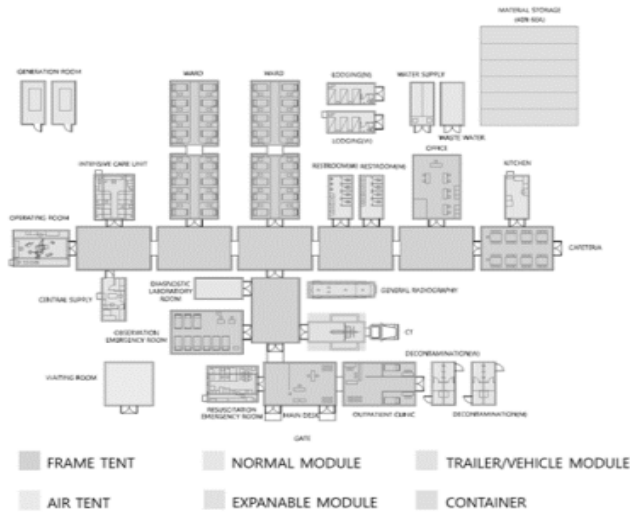 MATERIAL STORAGE
GENERATION ROOM
WARD
WARD
LODGING(N)
WATER SUPPLY
LODGING(W)
WASTE WATER
OFFICE
INTENSIVE CARE UNIT
RESTROOM(W)
RESTROOM(M)
KITCHEN
OPERATING ROOM
CAFETERIA
DIAGNOSTIC
LABORATORY
ROOM
GENERAL RADIOGRAPHY
CENTRAL SUPPLY
OBSERVATION
EMERGENCY ROOM
CT
WAITING ROOM
DECONTAMINATION(W)
RESUSCITATION
EMERGENCY ROOM
MAIN DESK
OUTPATIENT CLINIC
DECONTAMINATION(M)
GATE
FRAME TENT
NORMAL MODULE
TRAILER/VEHICLE MODULE
AIR TENT
EXPANABLE MODULE
CONTAINER